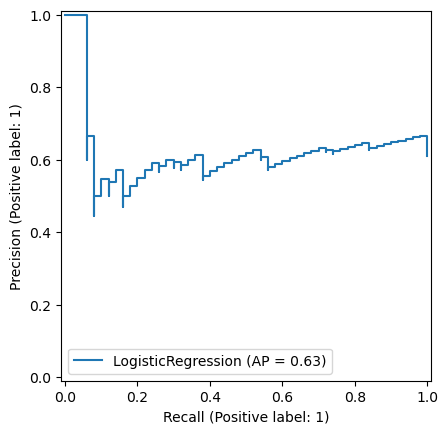 1.0
0.8
0.6
0.4
0.2
0.0
Precision (Positive label: 1)
LogisticRegression (AP = 0.63)
0.0 0.2 0.4 0.6 0.8 1.0
Recall (Positive label: 1)